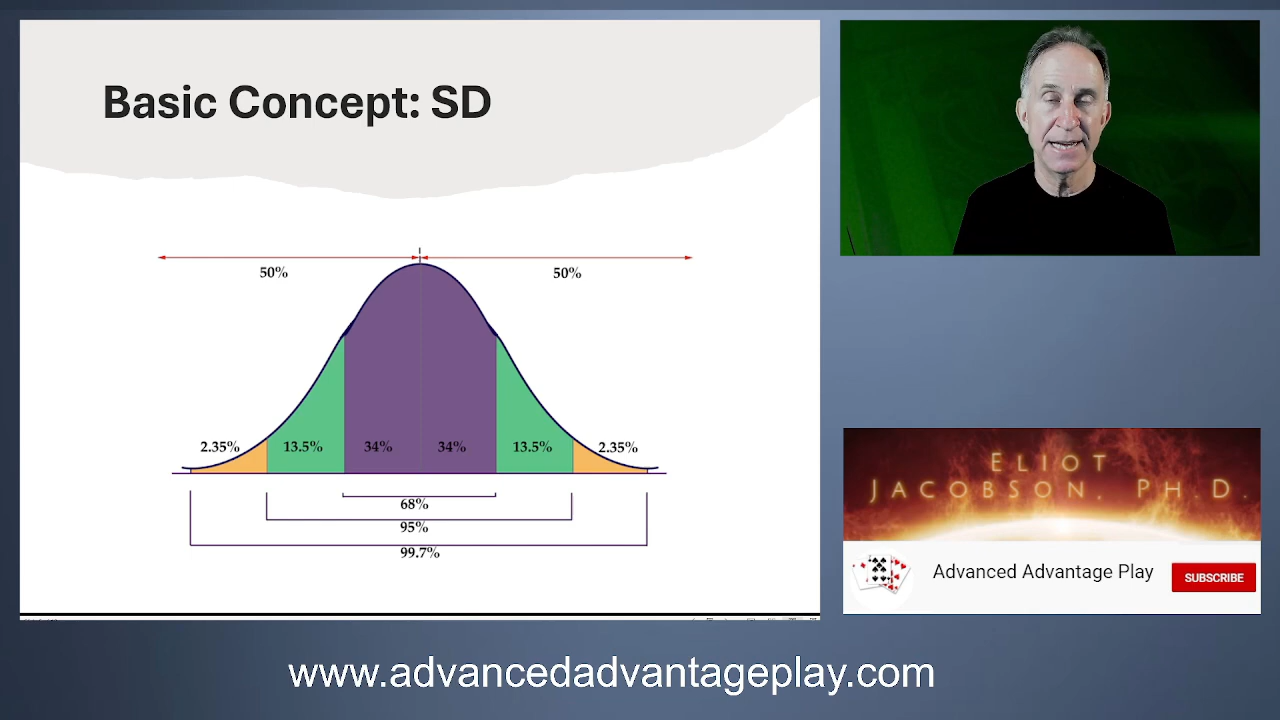 Basic Concept: SD
50%
50%
2.35%
13.5%
34%
34%
13.5%
2.35%
68%
95%
99.7%
ELIOT
JACOBSON, PH.D.
Advanced Advantage Play
SUBSCRIBE
www.advancedadvantageplay.com